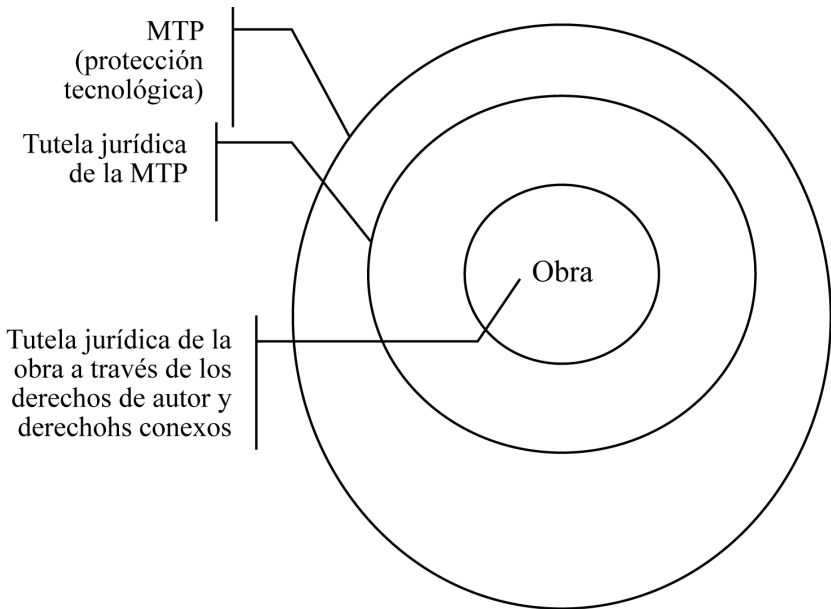 MTP
(protección
tecnológica)
Tutela jurídica
de la MTP
Obra
Tutela jurídica de la
obra a través de los
derechos de autor y
derechohs conexos